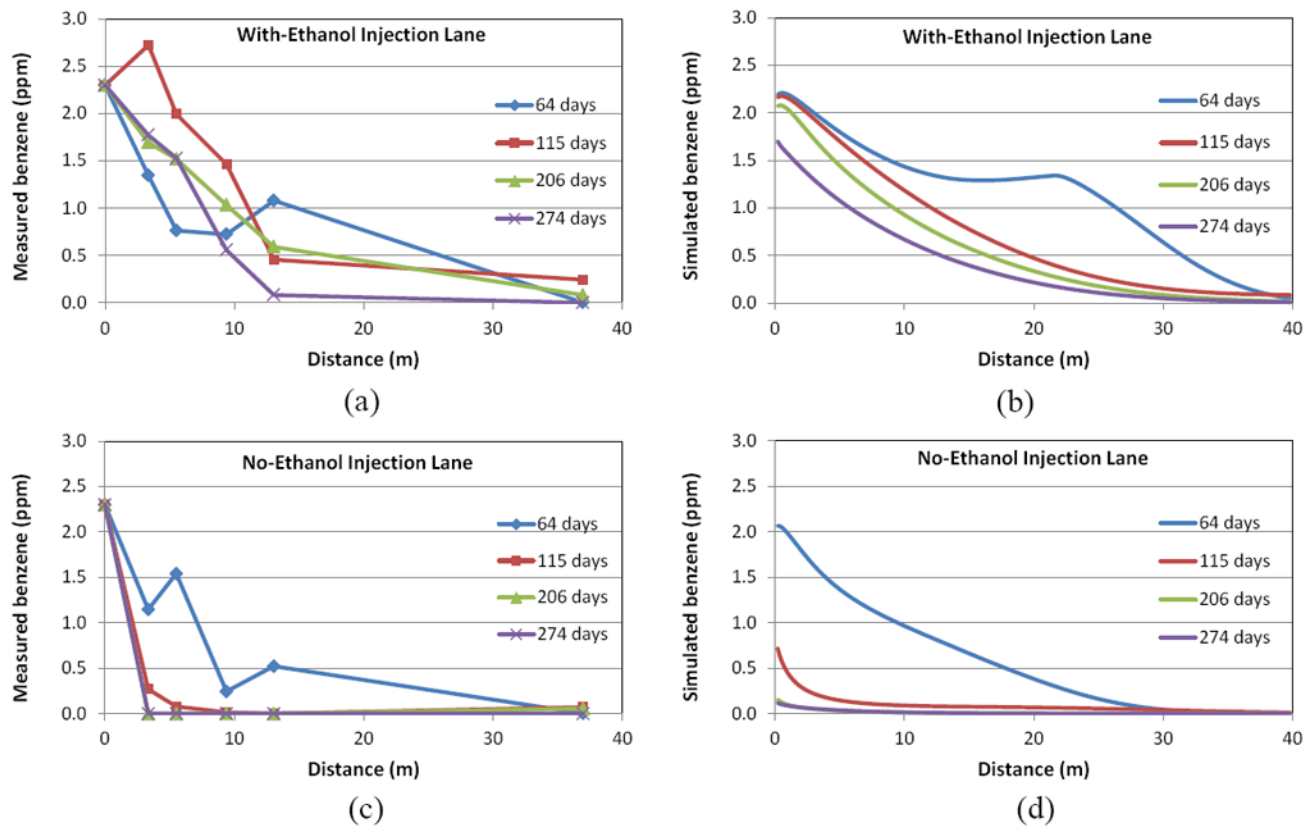 With-Ethanol Injection Lane
Measured benzene (ppm)
3.0
2.5
2.0
1.5
1.0
0.5
0.0
64 days
115 days
206 days
274 days
0 10 20 30 40
Distance (m)
(a)
With-Ethanol Injection Lane
Simulated benzene (ppm)
3.0
2.5
2.0
1.5
1.0
0.5
0.0
64 days
115 days
206 days
274 days
0 10 20 30 40
Distance (m)
(b)
No-Ethanol Injection Lane
Measured benzene (ppm)
3.0
2.5
2.0
1.5
1.0
0.5
0.0
64 days
115 days
206 days
274 days
0 10 20 30 40
Distance (m)
(c)
No-Ethanol Injection Lane
Simulated benzene (ppm)
3.0
2.5
2.0
1.5
1.0
0.5
0.0
64 days
115 days
206 days
274 days
0 10 20 30 40
Distance (m)
(d)